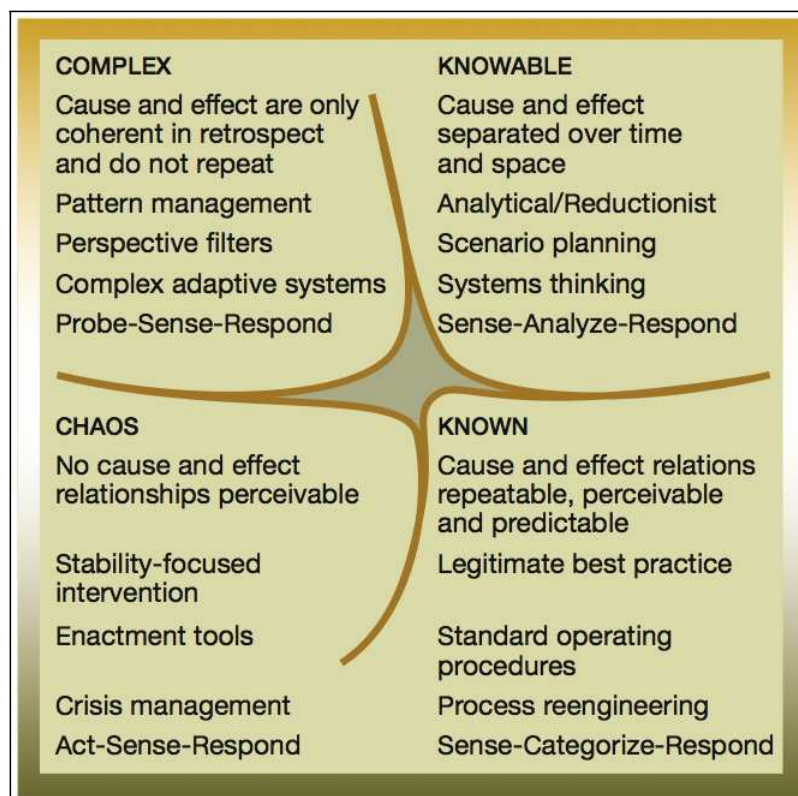 COMPLEX
Cause and effect are only
coherent in retrospect
and do not repeat
Pattern management
Perspective filters
Complex adaptive systems
Probe-Sense-Respond
KNOWABLE
Cause and effect
separated over time
and space
Analytical/Reductionist
Scenario planning
Systems thinking
Sense-Analyze-Respond
CHAOS
No cause and effect
relationships perceivable
Stability-focused
intervention
Enactment tools
Crisis management
Act-Sense-Respond
KNOWN
Cause and effect relations
repeatable, perceivable
and predictable
Legitimate best practice
Standard operating
procedures
Process reengineering
Sense-Categorize-Respond